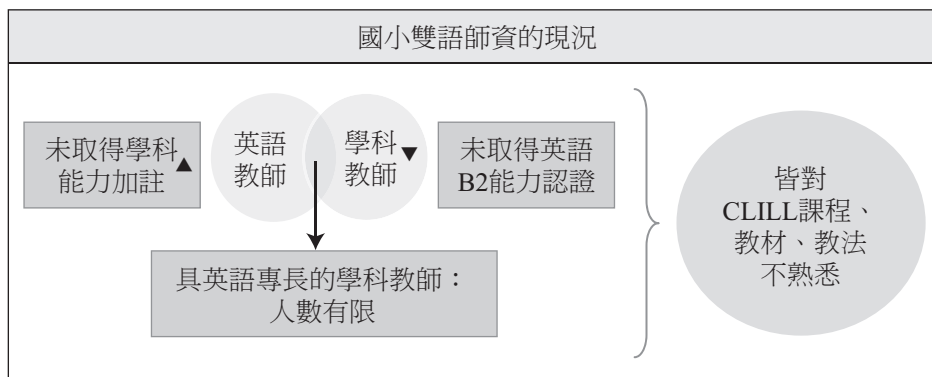 國小雙語師資的現況
未取得學科
能力加註
英語
教師
學科
教師
未取得英語
B2能力認證
具英語專長的學科教師：
人數有限
皆對
CLILL課程、
教材、教法
不熟悉